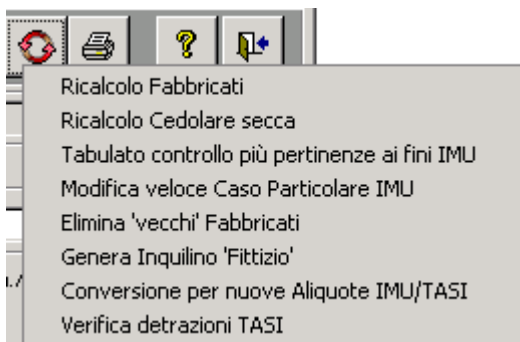 Ricalcolo Fabbricati
Ricalcolo Cedolare secca
Tabulato controllo più pertinenze ai fini IMU
Modifica veloce Caso Particolare IMU
Elimina 'vecchi' Fabbricati
Genera Inquilino 'Fittizio'
Conversione per nuove Aliquote IMU/TASI
Verifica detrazioni TASI